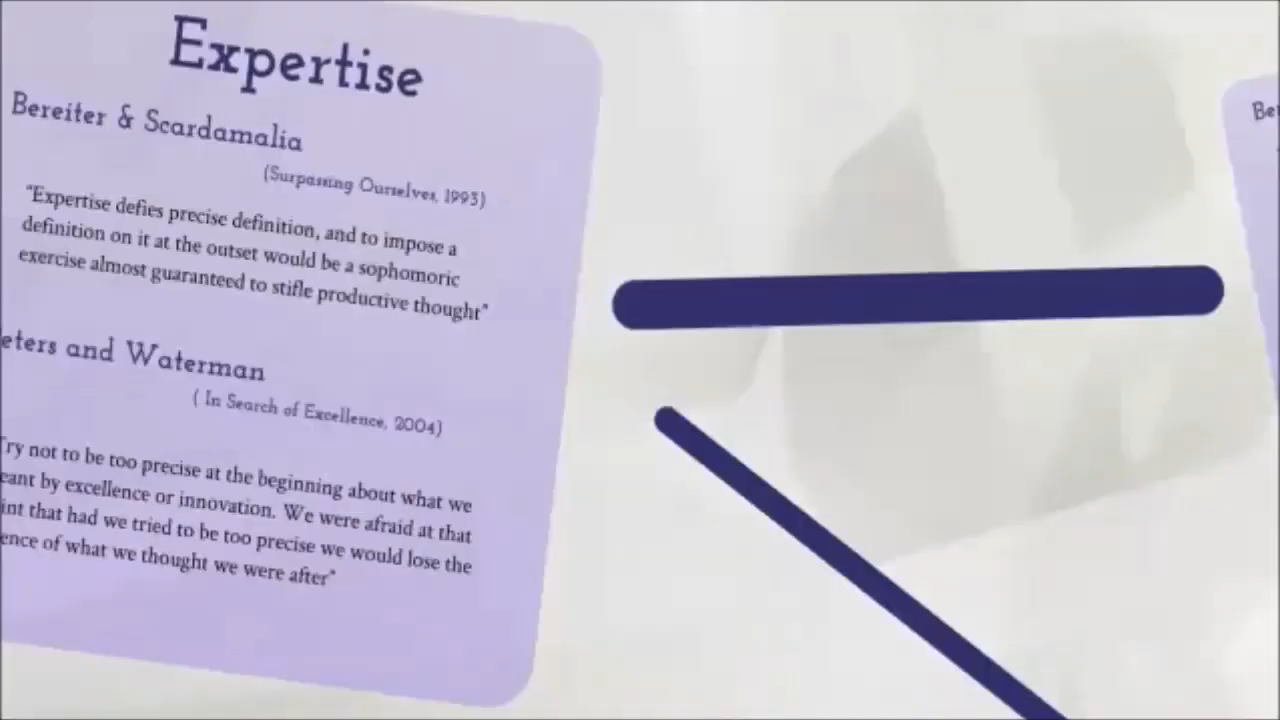 Expertise
Bereiter & Scardamalia
(Surpassing Ourselves, 1993)
"Expertise defies precise definition, and to impose a
definition on it at the outset would be a sophomoric
exercise almost guaranteed to stifle productive thought"
eters and Waterman
( In Search of Excellence, 2004)
Try not to be too precise at the beginning about what we
eant by excellence or innovation. We were afraid at that
int that had we tried to be too precise we would lose the
ence of what we thought we were after"
Ber